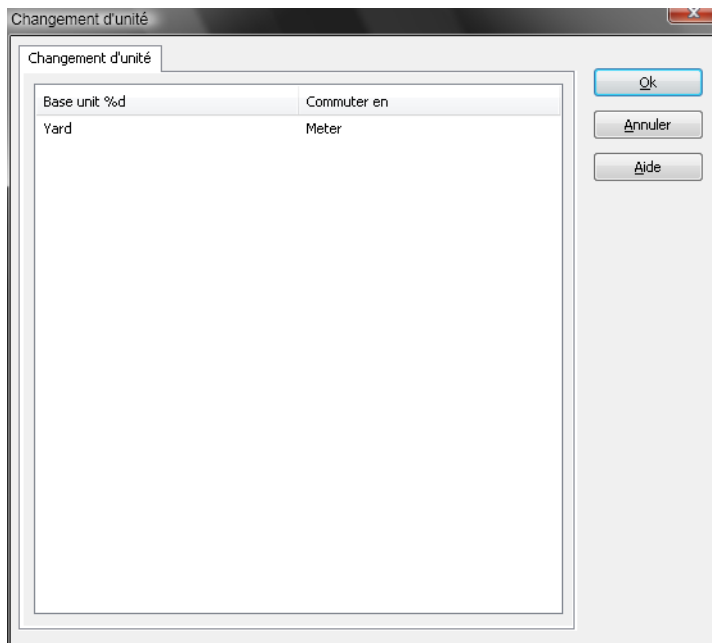 Changement d'unité
Changement d'unité
Base unit %d Commuter en
Yard Meter
Ok
Annuler
Aide